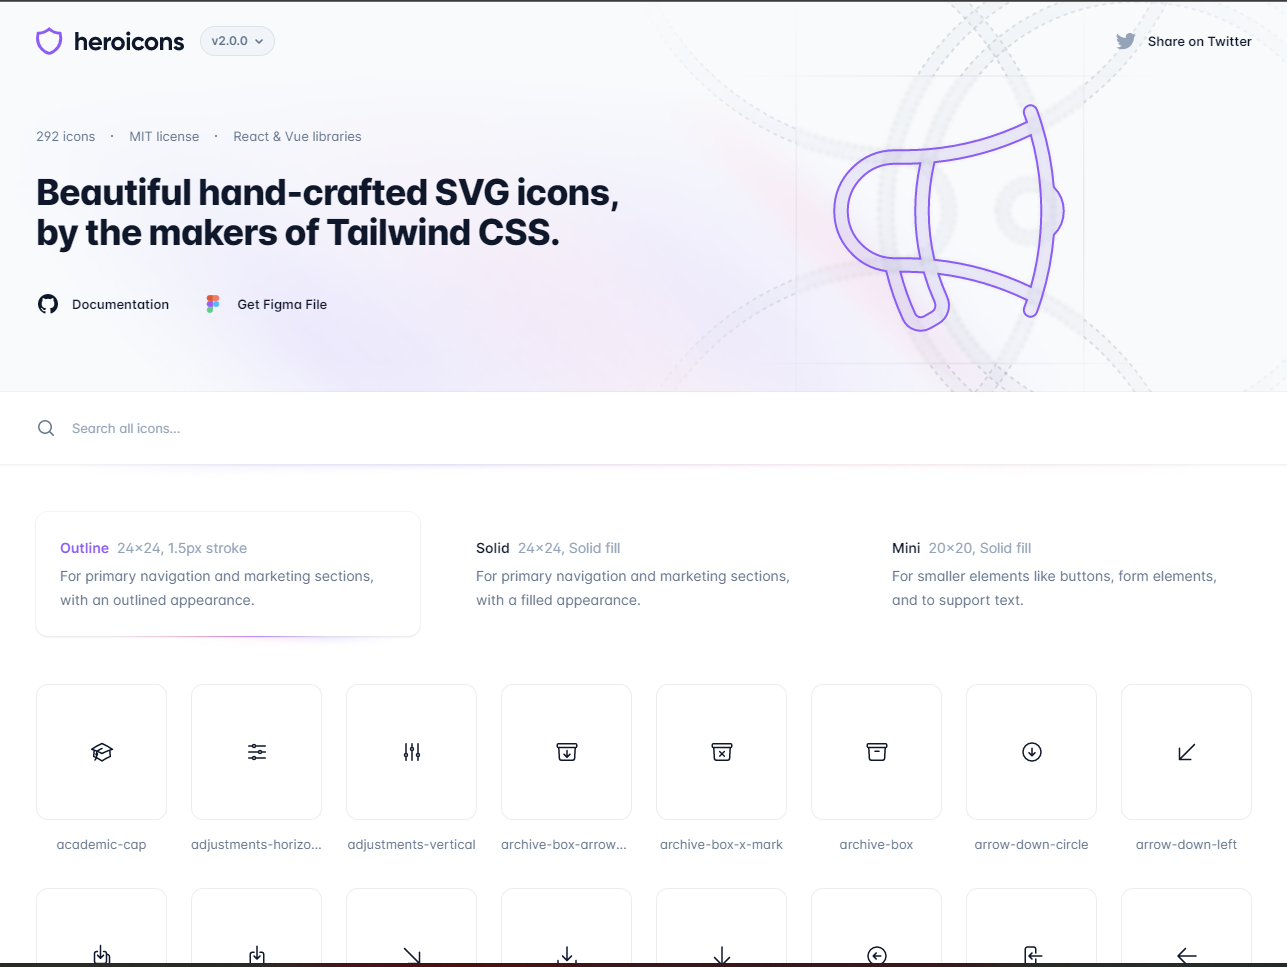 heroicons
v2.0.0
Share on Twitter
292 icons · MIT license · React & Vue libraries
Beautiful hand-crafted SVG icons,
by the makers of Tailwind CSS.
Documentation
Get Figma File
Search all icons...
Outline 24×24, 1.5px stroke
For primary navigation and marketing sections,
with an outlined appearance.
Solid 24×24, Solid fill
For primary navigation and marketing sections,
with a filled appearance.
Mini 20×20, Solid fill
For smaller elements like buttons, form elements,
and to support text.
academic-cap
adjustments-horizo...
adjustments-vertical
archive-box-arrow...
archive-box-x-mark
archive-box
arrow-down-circle
arrow-down-left